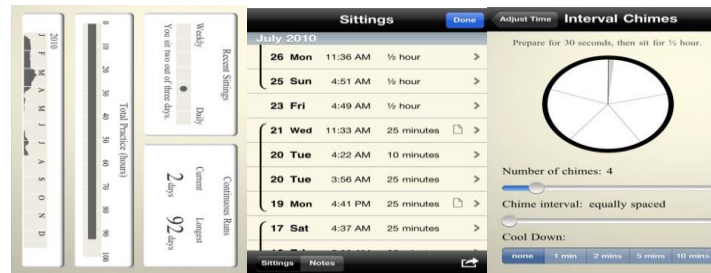 Recent Sittings
Weekly Daily
You sit two out of three days.
Continuous Runs
Current Longest
2 days 92 days
0 10 20 30 40 50 60 70 80 90 100
Total Practice (hours)
2010
J F M A M J J A S O N D
Sittings
Done
July 2010
26 Mon 11:36 AM ½ hour
25 Sun 4:51 AM ½ hour
23 Fri 4:49 AM ½ hour
21 Wed 11:33 AM 25 minutes
20 Tue 4:22 AM 10 minutes
20 Tue 3:56 AM 25 minutes
19 Mon 4:41 PM 25 minutes
17 Sat 4:37 AM 25 minutes
Sittings Notes
Adjust Time Interval Chimes
Prepare for 30 seconds, then sit for ½ hour.
Number of chimes: 4
Chime interval: equally spaced
Cool Down:
none 1 min 2 mins 5 mins 10 mins